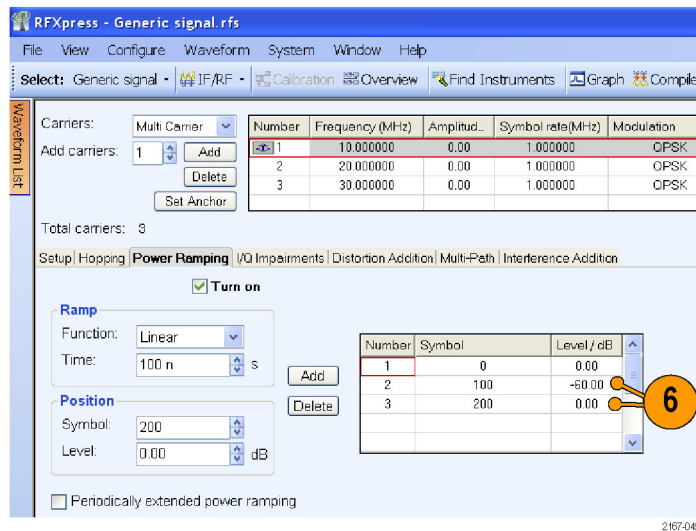 RFXpress - Generic signal.rfs
File View Configure Waveform System Window Help
Select: Generic signal IF/RF Calbration Overview Find Instruments Graph Compile
Waveform List
Carriers: Multi Carrier
Add carriers: 1 Add
Delete
Set Anchor
Total carriers: 3
Number Frequency (MHz) Amplitud... Symbol rate(MHz) Modulation
1 10.000000 0.00 1.000000 QPSK
2 20.000000 0.00 1.000000 QPSK
3 30.000000 0.00 1.000000 QPSK
Setup Hopping Power Ramping I/Q Impairments Distortion Addition Multi-Path Interference Addition
Turn on
Ramp
Function: Linear
Time: 100 n s
Position
Symbol: 200
Level: 0.00 dB
Add
Delete
Number Symbol Level / dB
1 0 0.00
2 100 -60.00
3 200 0.00
6
Periodically extended power ramping